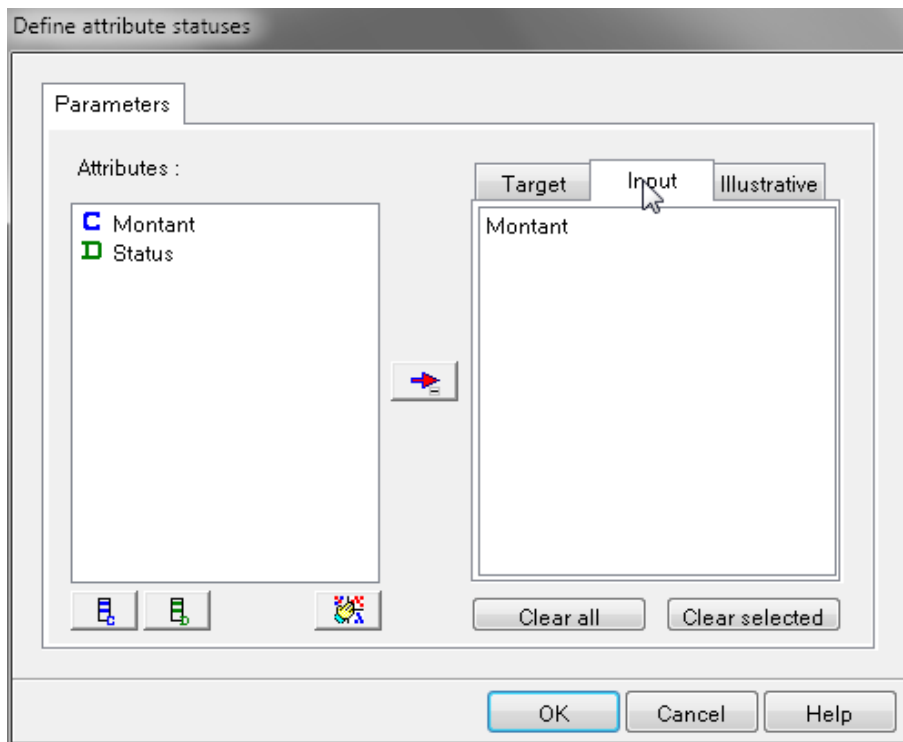 Define attribute statuses
Parameters
Attributes :
C Montant
D Status
Target Input Illustrative
Montant
C
D
Clear all Clear selected
OK Cancel Help